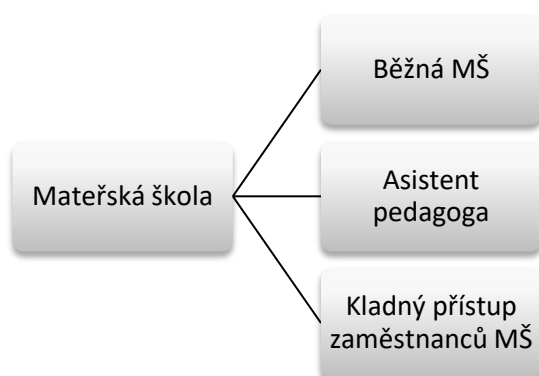 Běžná MŠ
Mateřská škola
Asistent
pedagoga
Kladný přístup
zaměstnanců MŠ